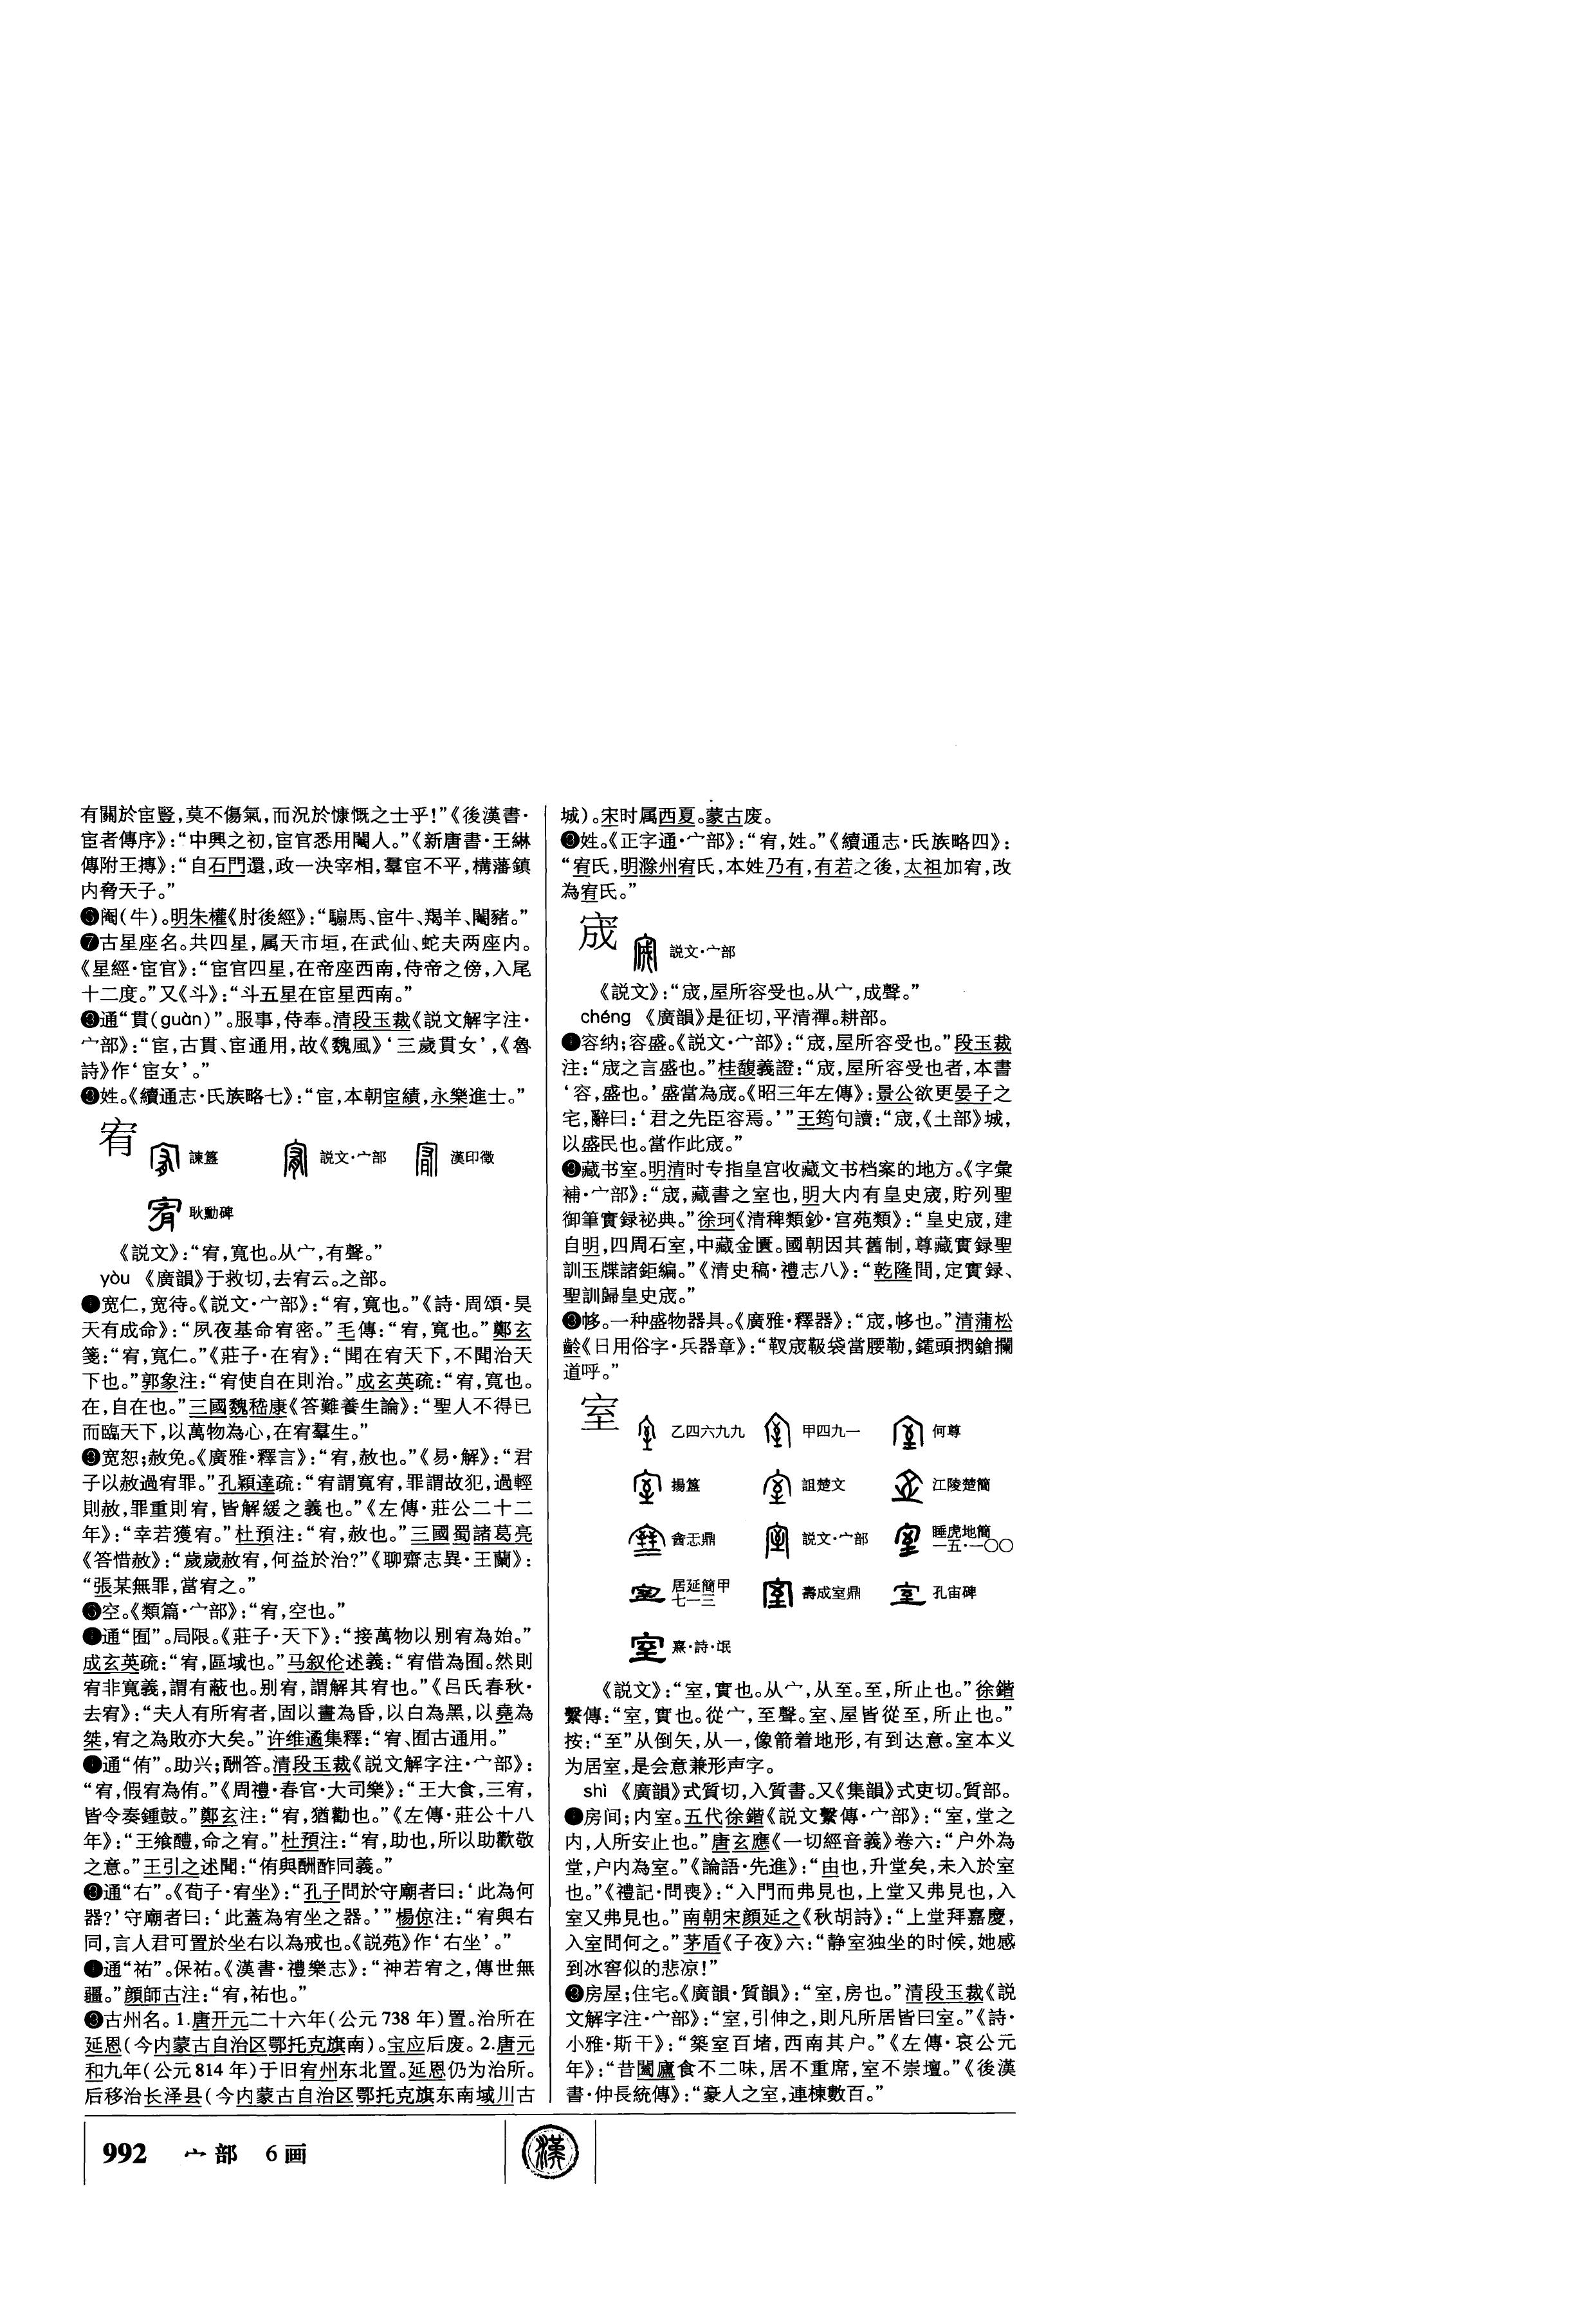 有關於宦豎,莫不傷氣,而況於慷慨之士乎!”《後漢書·
宦者傳序》:“中興之初,宦官悉用閹人。”《新唐書·王綝
傳附王摶》:“自石門還,政一決宰相,羣宦不平,構藩鎮
内脅天子。”
❻阉(牛)。明朱權《肘後經》:“騸馬、宦牛、羯羊、閹豬。”
❼古星座名。共四星,属天市垣,在武仙、蛇夫两座内。
《星經·宦官》:“宦官四星,在帝座西南,侍帝之傍,入尾
十二度。”又《斗》:“斗五星在宦星西南。”
❽通“貫(guàn)”。服事,侍奉。清段玉裁《説文解字注·
宀部》:“宦,古貫、宦通用,故《魏風》‘三歲貫女’,《魯
詩》作‘宦女’。”
❾姓。《續通志·氏族略七》:“宦,本朝宦績,永樂進士。”
宥 諫簋 説文·宀部 漢印徵
耿勳碑
《説文》:“宥,寬也。从宀,有聲。”
yòu 《廣韻》于救切,去宥云。之部。
❶宽仁,宽待。《説文·宀部》:“宥,寬也。”《詩·周頌·昊
天有成命》:“夙夜基命宥密。”毛傳:“宥,寬也。”鄭玄
箋:“宥,寬仁。”《莊子·在宥》:“聞在宥天下,不聞治天
下也。”郭象注:“宥使自在則治。”成玄英疏:“宥,寬也。
在,自在也。”三國魏嵇康《答難養生論》:“聖人不得已
而臨天下,以萬物為心,在宥羣生。”
❷宽恕;赦免。《廣雅·釋言》:“宥,赦也。”《易·解》:“君
子以赦過宥罪。”孔穎達疏:“宥謂寬宥,罪謂故犯,過輕
則赦,罪重則宥,皆解緩之義也。”《左傳·莊公二十二
年》:“幸若獲宥。”杜預注:“宥,赦也。”三國蜀諸葛亮
《答惜赦》:“歲歲赦宥,何益於治?”《聊齋志異·王蘭》:
“張某無罪,當宥之。”
❸空。《類篇·宀部》:“宥,空也。”
❹通“囿”。局限。《莊子·天下》:“接萬物以别宥為始。”
成玄英疏:“宥,區域也。”马叙伦述義:“宥借為囿。然則
宥非寬義,謂有蔽也。别宥,謂解其宥也。”《吕氏春秋·
去宥》:“夫人有所宥者,固以晝為昏,以白為黑,以堯為
桀,宥之為敗亦大矣。”许维遹集釋:“宥、囿古通用。”
❺通“侑”。助兴;酬答。清段玉裁《説文解字注·宀部》:
“宥,假宥為侑。”《周禮·春官·大司樂》:“王大食,三宥,
皆令奏鍾鼓。”鄭玄注:“宥,猶勸也。”《左傳·莊公十八
年》:“王飨醴,命之宥。”杜預注:“宥,助也,所以助歡敬
之意。”王引之述聞:“侑與酬酢同義。”
❻通“右”。《荀子·宥坐》:“孔子問於守廟者曰:‘此為何
器?’守廟者曰:‘此蓋為宥坐之器。’”楊倞注:“宥與右
同,言人君可置於坐右以為戒也。《説苑》作‘右坐’。”
❼通“祐”。保祐。《漢書·禮樂志》:“神若宥之,傳世無
疆。”顔師古注:“宥,祐也。”
❽古州名。1.唐开元二十六年(公元 738 年)置。治所在
延恩(今内蒙古自治区鄂托克旗南)。宝应后废。2.唐元
和九年(公元 814 年)于旧宥州东北置。延恩仍为治所。
后移治长泽县(今内蒙古自治区鄂托克旗东南城川古
城)。宋时属西夏。蒙古废。
❾姓。《正字通·宀部》:“宥,姓。”《續通志·氏族略四》:
“宥氏,明滁州宥氏,本姓乃有,有若之後,太祖加宥,改
為宥氏。”
宬 説文·宀部
《説文》:“宬,屋所容受也。从宀,成聲。”
chéng 《廣韻》是征切,平清禪。耕部。
❶容纳;容盛。《説文·宀部》:“宬,屋所容受也。”段玉裁
注:“宬之言盛也。”桂馥義證:“宬,屋所容受也者,本書
‘容,盛也。’盛當為宬。《昭三年左傳》:景公欲更晏子之
宅,辭曰:‘君之先臣容焉。’”王筠句讀:“宬,《土部》城,
以盛民也。當作此宬。”
❷藏书室。明清时专指皇宫收藏文书档案的地方。《字彙
補·宀部》:“宬,藏書之室也,明大内有皇史宬,貯列聖
御筆實録祕典。”徐珂《清稗類鈔·宫苑類》:“皇史宬,建
自明,四周石室,中藏金匱。國朝因其舊制,尊藏實録聖
訓玉牒諸鉅編。”《清史稿·禮志八》:“乾隆間,定實録、
聖訓歸皇史宬。”
❸㡋。一种盛物器具。《廣雅·釋器》:“宬,㡋也。”清蒲松
齡《日用俗字·兵器章》:“靫宬靸袋當腰勒,鑐頭搠鎗攔
道呼。”
室 乙四六九九 甲四九一 何尊
揚簋 詛楚文 江陵楚簡
酓忎鼎 説文·宀部 睡虎地簡一五·一〇〇
居延簡甲七一三 壽成室鼎 孔宙碑
熹·詩·氓
《説文》:“室,實也。从宀,从至。至,所止也。”徐鍇
繫傳:“室,實也。從宀,至聲。室、屋皆從至,所止也。”
按:“至”从倒矢,从一,像箭着地形,有到达意。室本义
为居室,是会意兼形声字。
shì 《廣韻》式質切,入質書。又《集韻》式吏切。質部。
❶房间;内室。五代徐鍇《説文繫傳·宀部》:“室,堂之
内,人所安止也。”唐玄應《一切經音義》卷六:“户外為
堂,户内為室。”《論語·先進》:“由也,升堂矣,未入於室
也。”《禮記·問喪》:“入門而弗見也,上堂又弗見也,入
室又弗見也。”南朝宋顔延之《秋胡詩》:“上堂拜嘉慶,
入室問何之。”茅盾《子夜》六:“静室独坐的时候,她感
到冰窖似的悲凉!”
❷房屋;住宅。《廣韻·質韻》:“室,房也。”清段玉裁《説
文解字注·宀部》:“室,引伸之,則凡所居皆曰室。”《詩·
小雅·斯干》:“築室百堵,西南其户。”《左傳·哀公元
年》:“昔闔廬食不二味,居不重席,室不崇壇。”《後漢
書·仲長統傳》:“豪人之室,連棟數百。”
992 宀部 6画
漢